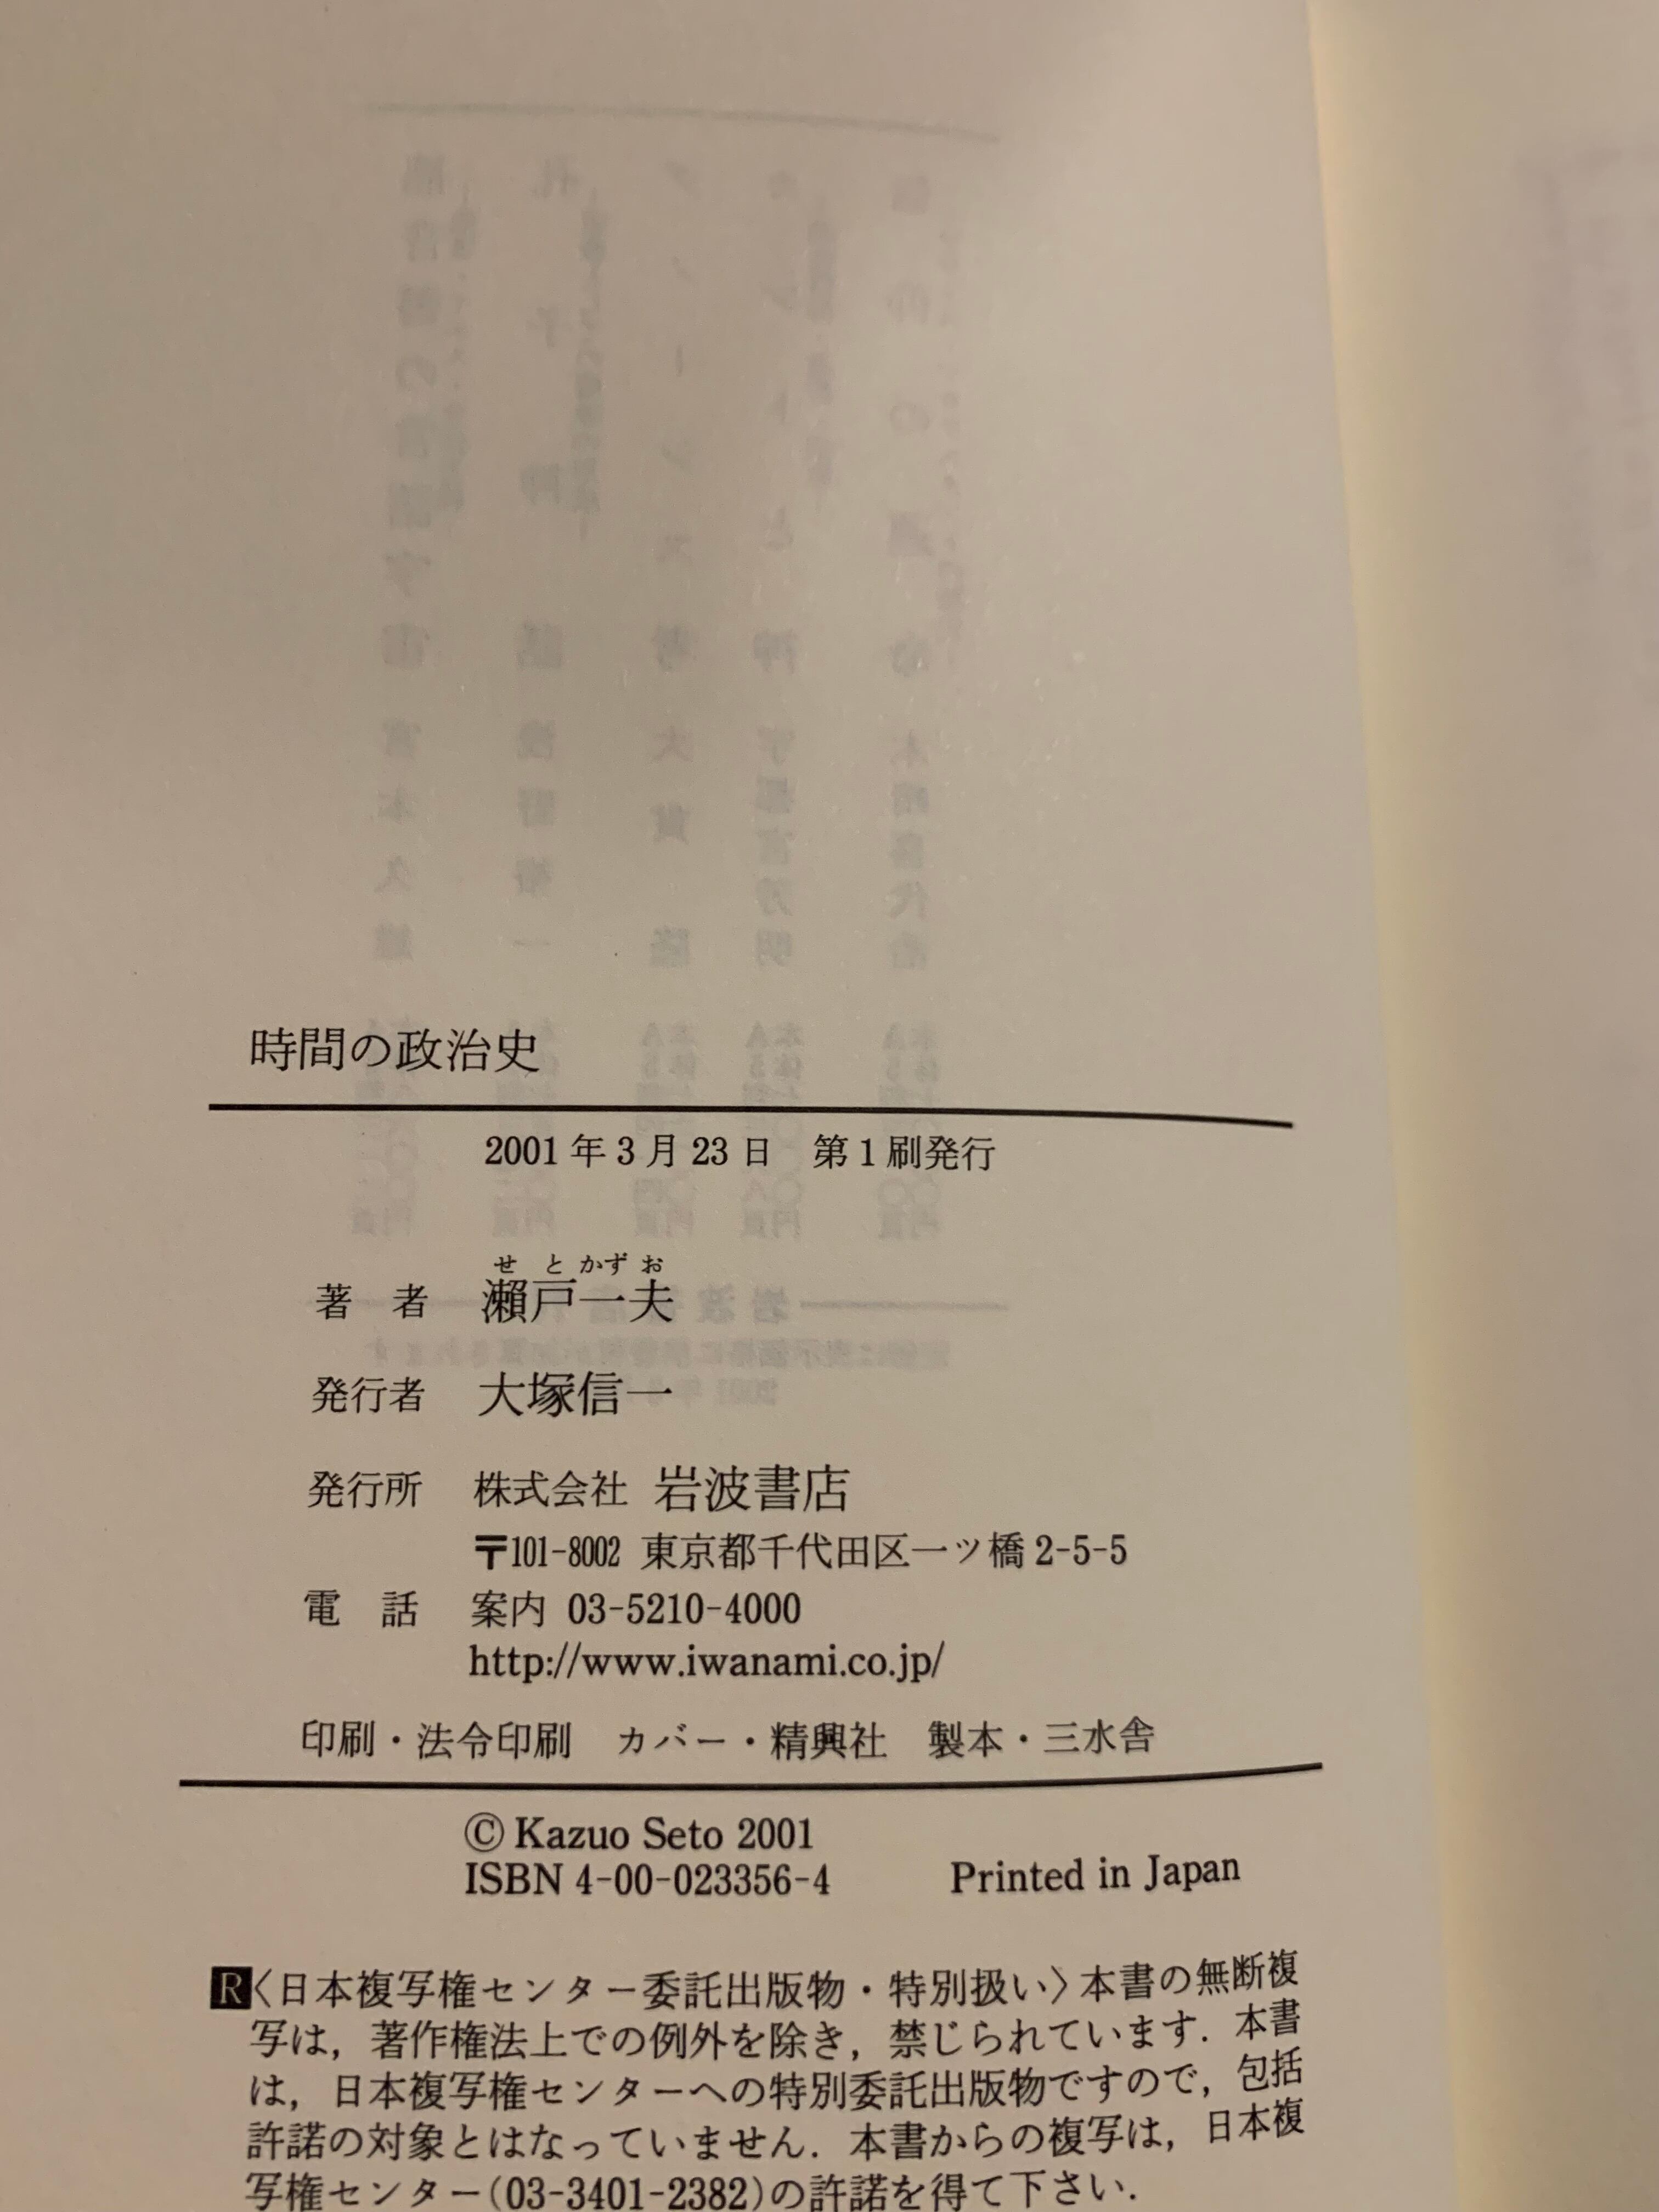 時間の政治史
2001年3月23日 第1刷発行
せとかずお
著者 瀬戸一夫
発行者 大塚信一
発行所 株式会社 岩波書店
〒101-8002 東京都千代田区一ツ橋2-5-5
電話 案内 03-5210-4000
http://www.iwanami.co.jp/
印刷・法令印刷 カバー・精興社 製本・三水舎
© Kazuo Seto 2001
ISBN 4-00-023356-4 Printed in Japan
R〈日本複写権センター委託出版物・特別扱い〉本書の無断複
写は，著作権法上での例外を除き，禁じられています．本書
は，日本複写権センターへの特別委託出版物ですので，包括
許諾の対象とはなっていません．本書からの複写は，日本複
写権センター(03-3401-2382)の許諾を得て下さい．